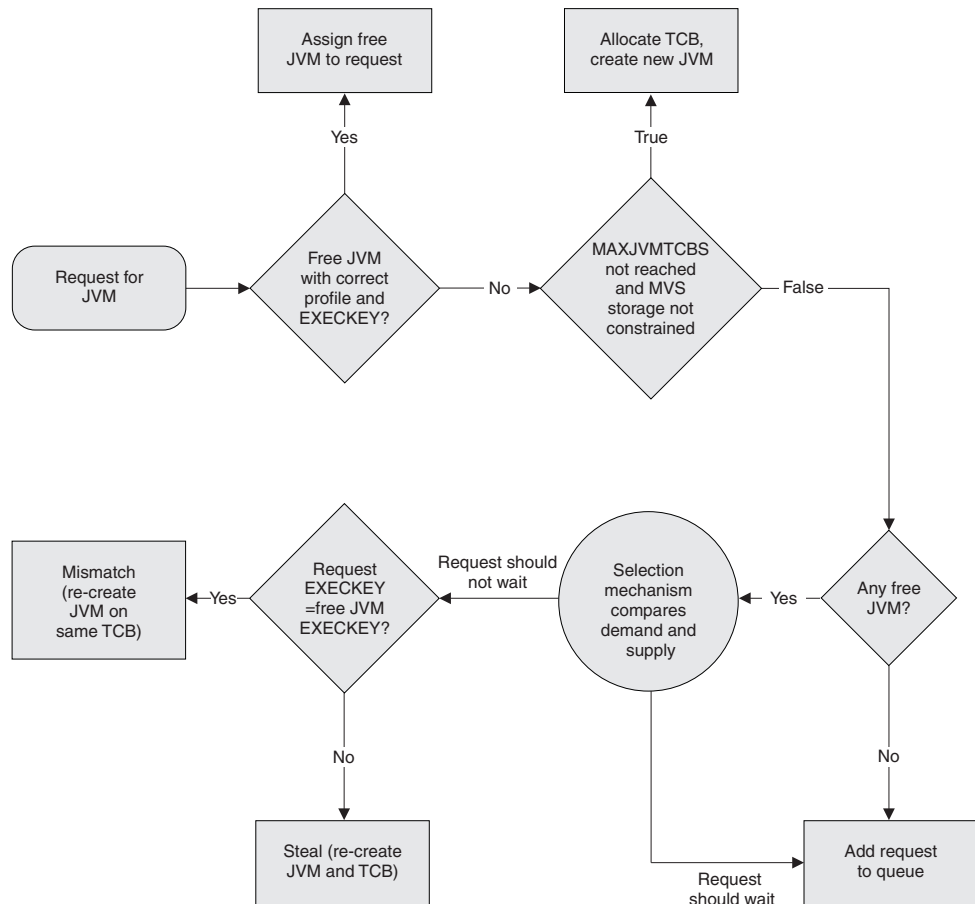 Assign free
JVM to request
Allocate TCB,
create new JVM
Yes
True
Request for
JVM
Free JVM
with correct
profile and
EXECKEY?
No
MAXJVMTCBS
not reached
and MVS
storage not
constrained
False
Mismatch
(re-create
JVM on
same TCB)
Yes
Request
EXECKEY
=free JVM
EXECKEY?
Request should
not wait
Selection
mechanism
compares
demand and
supply
Yes
Any free
JVM?
No
No
Steal (re-create
JVM and TCB)
Request
should wait
Add request
to queue